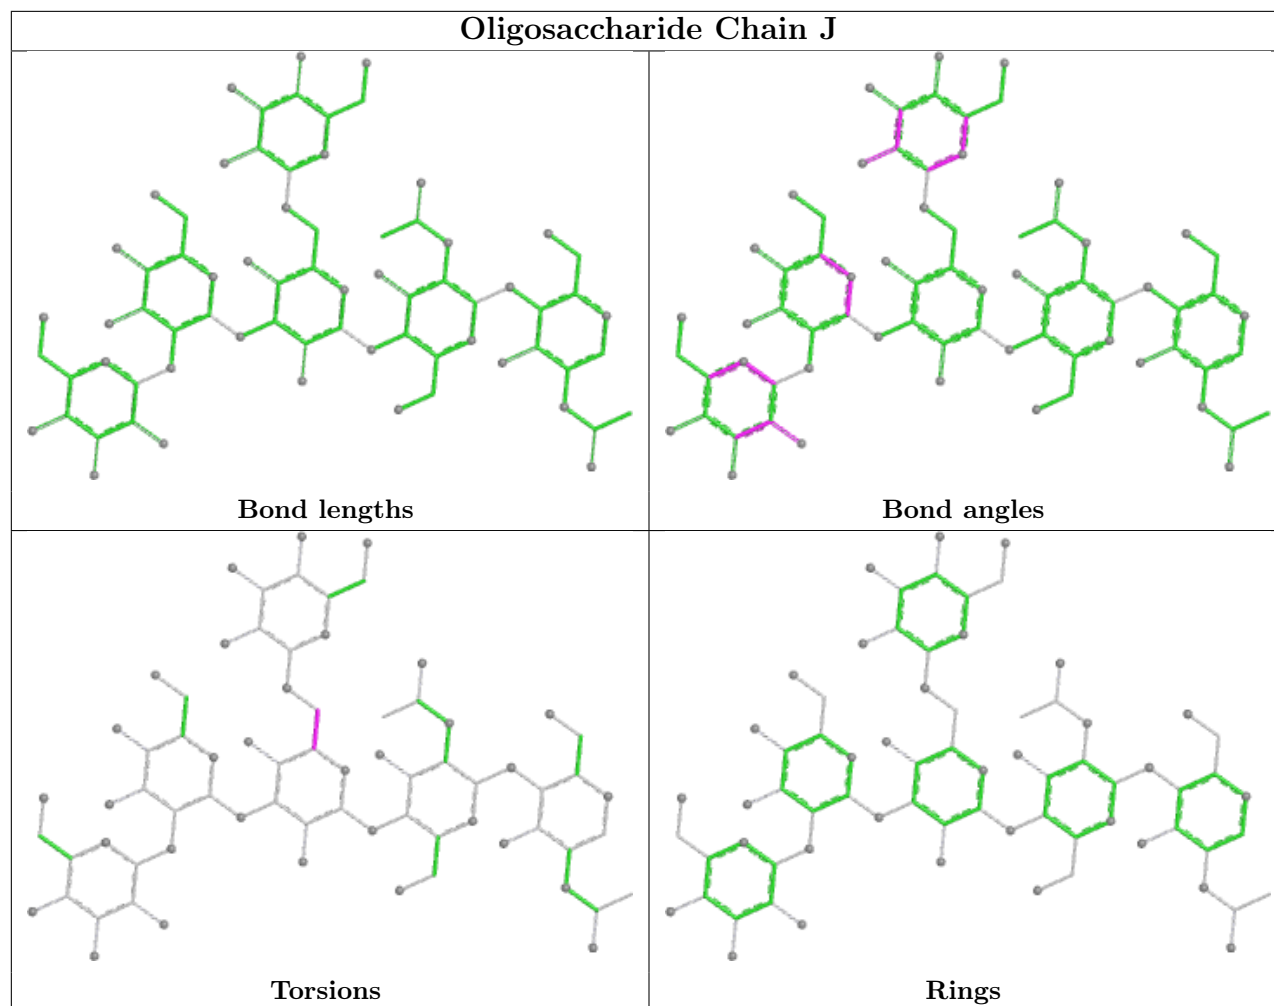 Oligosaccharide Chain J
Bond lengths
Bond angles
Torsions
Rings